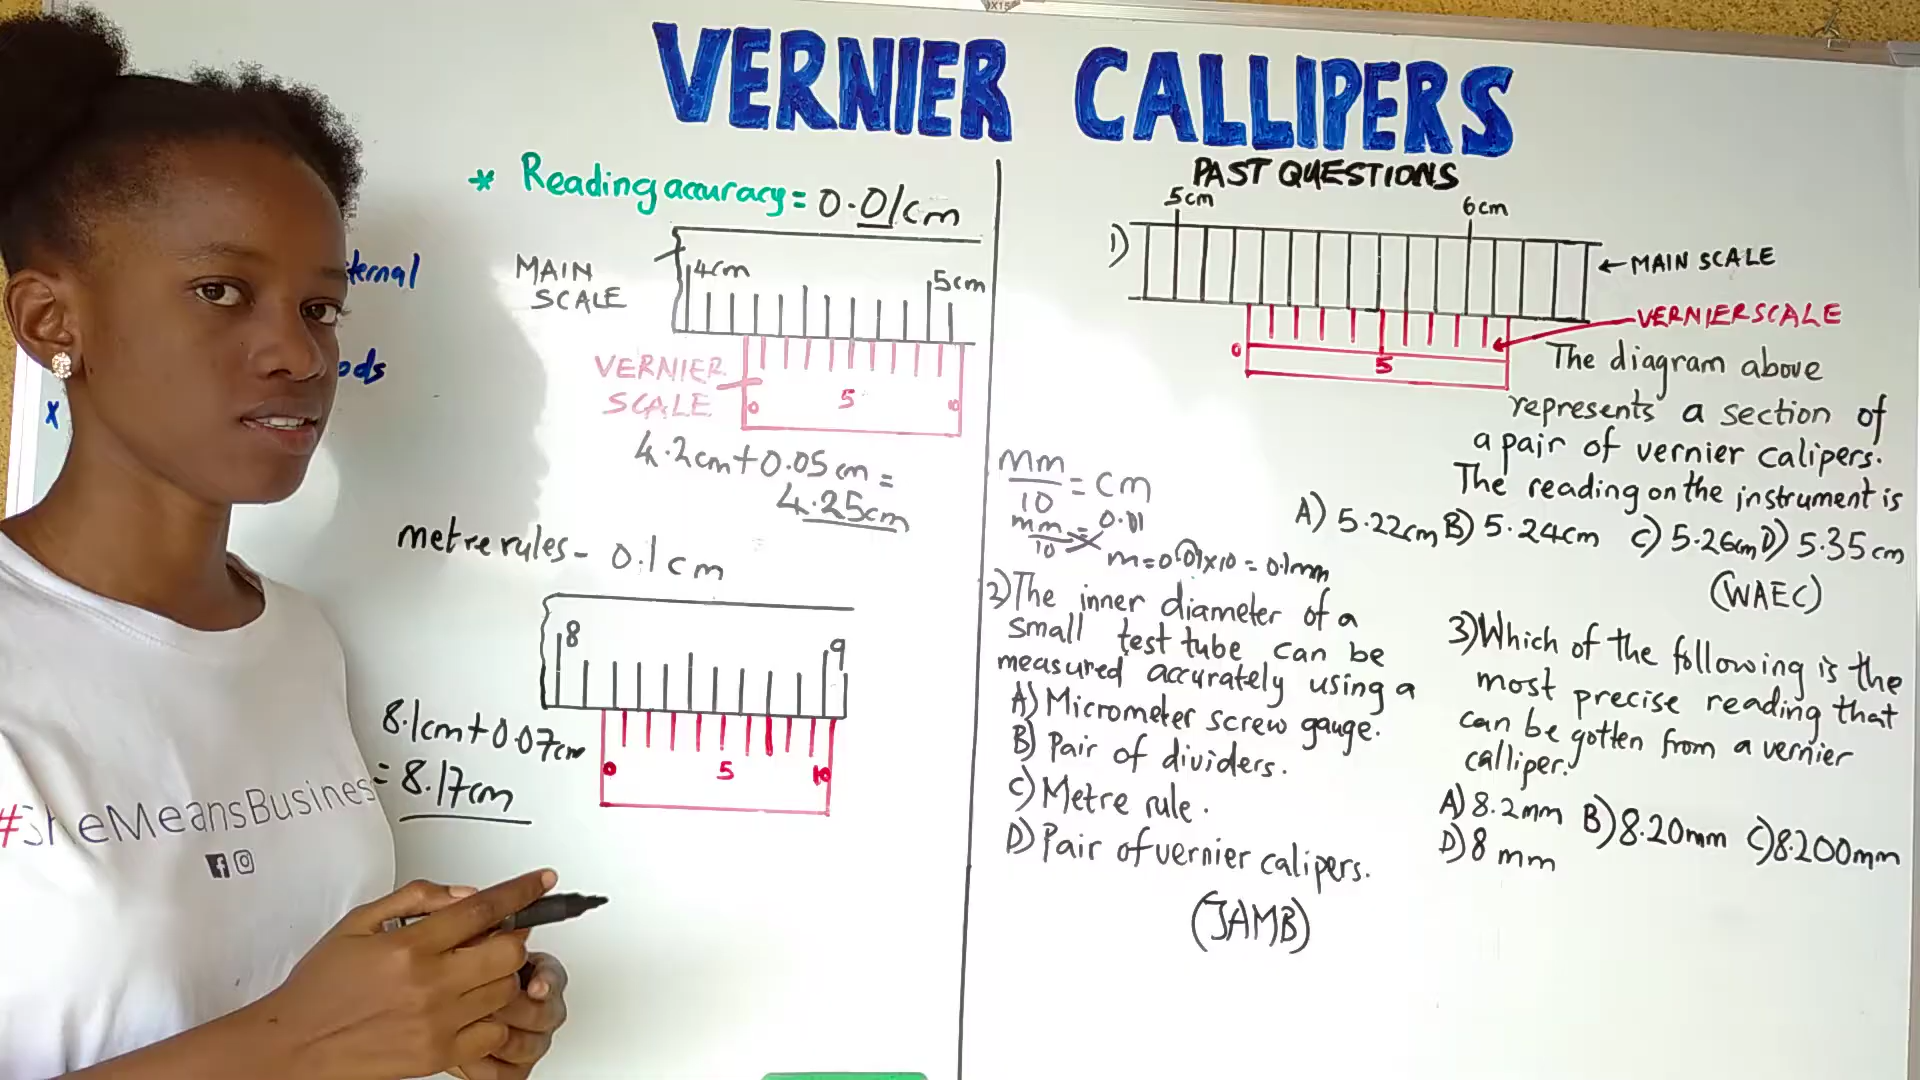 VERNIER CALLIPERS
* Reading accuracy = 0.01cm
MAIN
SCALE
4cm
5cm
VERNIER
SCALE
0
5
10
4.2cm + 0.05cm =
4.25cm
metre rules - 0.1cm
8
9
8.1cm + 0.07cm
= 8.17cm
0
5
10
PAST QUESTIONS
5cm
6cm
1)
← MAIN SCALE
VERNIER SCALE
0
5
The diagram above
represents a section of
a pair of vernier calipers.
The reading on the instrument is
A) 5.22cm B) 5.24cm C) 5.26cm D) 5.35cm
(WAEC)
mm
10
= cm
mm
10
= 0.01
m = 0.01 x 10 = 0.1mm
2) The inner diameter of a
small test tube can be
measured accurately using a
A) Micrometer screw gauge.
B) Pair of dividers.
C) Metre rule.
D) Pair of vernier calipers.
(JAMB)
3) Which of the following is the
most precise reading that
can be gotten from a vernier
calliper.
A) 8.2mm B) 8.20mm C) 8.200mm
D) 8 mm
#SheMeansBusines